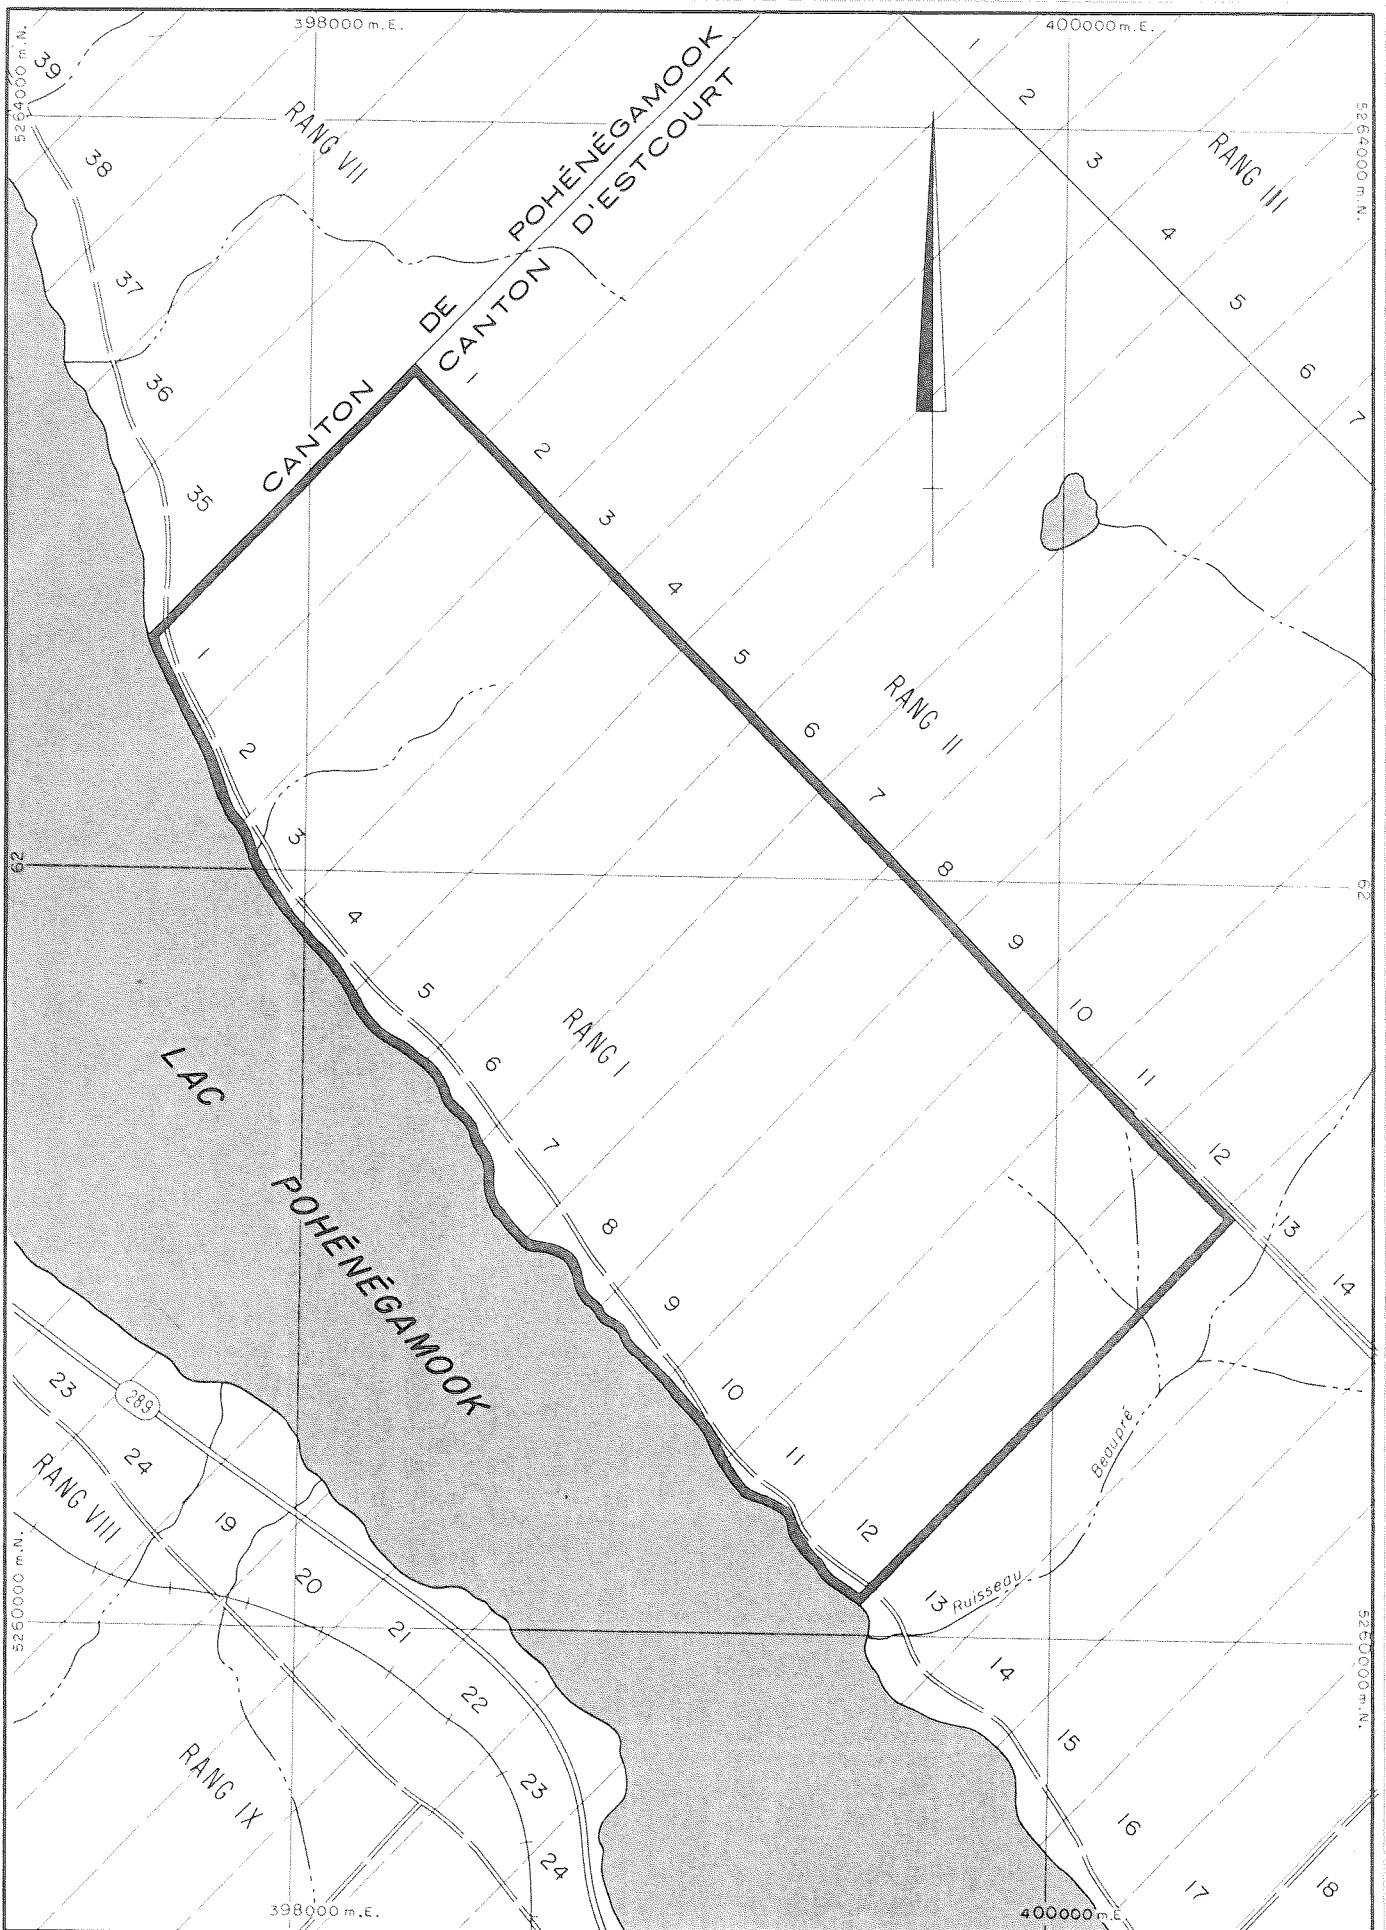 398000 m.E.
400000 m.E.
5264000 m.N.
5264000 m.N.
39
38
37
36
35
RANG VII
CANTON DE POHÉNÉGAMOOK
CANTON D'ESTCOURT
1
2
3
4
5
6
7
RANG III
1
2
3
4
5
6
7
8
9
10
11
12
13
14
RANG II
1
2
3
4
5
6
7
8
9
10
11
12
13
14
15
16
17
18
RANG I
62
62
LAC
POHÉNÉGAMOOK
Ruisseau
Beaupré
289
23
24
RANG VIII
19
20
21
22
23
24
RANG IX
5260000 m.N.
5260000 m.N.
398000 m.E.
400000 m.E.